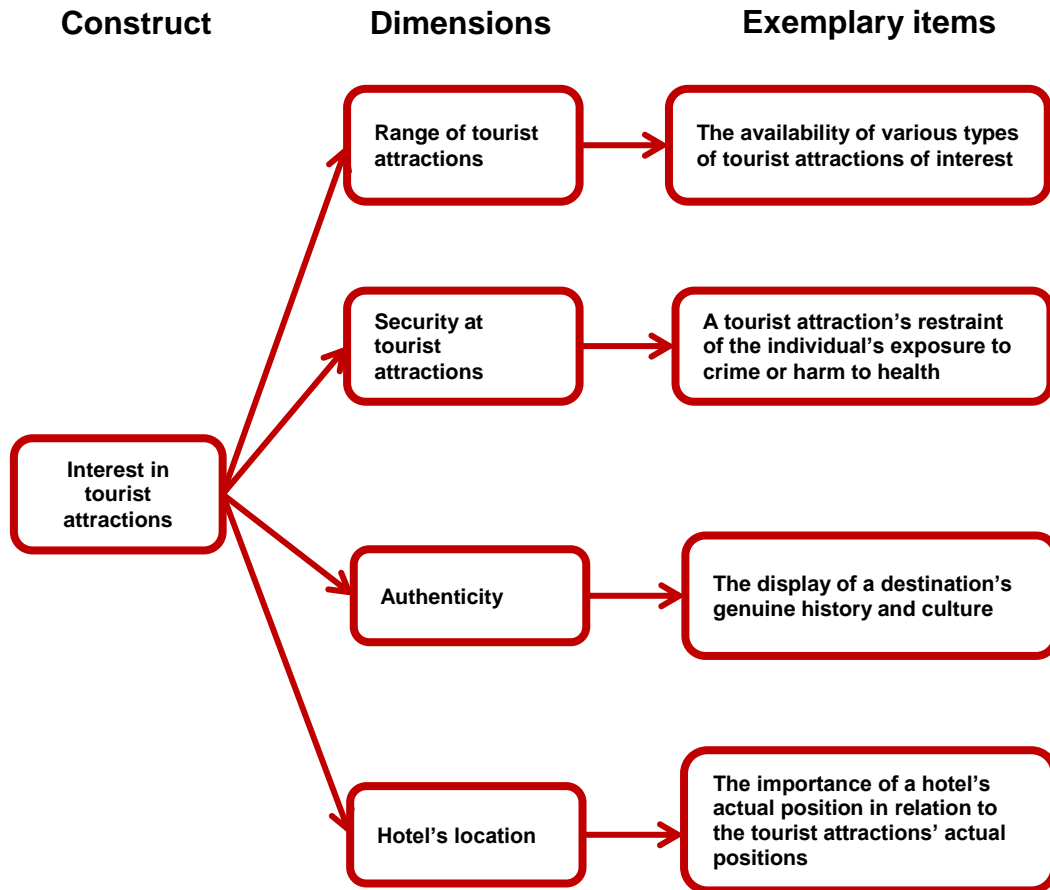 Construct
Dimensions
Exemplary items
Range of tourist
attractions
The availability of various types
of tourist attractions of interest
Security at
tourist
attractions
A tourist attraction’s restraint
of the individual’s exposure to
crime or harm to health
Interest in
tourist
attractions
Authenticity
The display of a destination’s
genuine history and culture
Hotel’s location
The importance of a hotel’s
actual position in relation to
the tourist attractions’ actual
positions